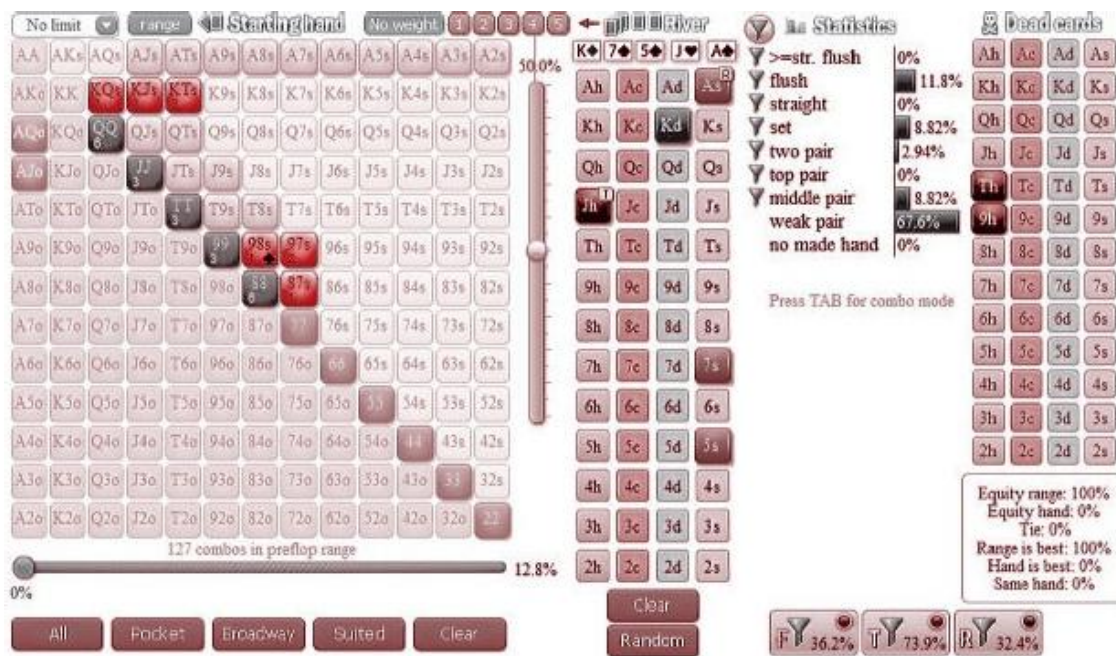 No limit range Starting hand No weight 1 2 3 4 5
AA AKs AQs AJs ATs A9s A8s A7s A6s A5s A4s A3s A2s
50.0%
AKo KK KQs KJs KTs K9s K8s K7s K6s K5s K4s K3s K2s
AQo KQo QQ QJs QTs Q9s Q8s Q7s Q6s Q5s Q4s Q3s Q2s
6
AJo KJo QJo JJ JTs J9s J8s J7s J6s J5s J4s J3s J2s
3
ATo KTo QTo JTo TT T9s T8s T7s T6s T5s T4s T3s T2s
3
A9o K9o Q9o J9o T9o 99 98s 97s 96s 95s 94s 93s 92s
3 ♠
A8o K8o Q8o J8o T8o 98o 88 87s 86s 85s 84s 83s 82s
6
A7o K7o Q7o J7o T7o 97o 87o 77 76s 75s 74s 73s 72s
A6o K6o Q6o J6o T6o 96o 86o 76o 66 65s 64s 63s 62s
A5o K5o Q5o J5o T5o 95o 85o 75o 65o 55 54s 53s 52s
A4o K4o Q4o J4o T4o 94o 84o 74o 64o 54o 44 43s 42s
A3o K3o Q3o J3o T3o 93o 83o 73o 63o 53o 43o 33 32s
A2o K2o Q2o J2o T2o 92o 82o 72o 62o 52o 42o 32o 22
127 combos in preflop range
12.8%
0%
All Pocket Broadway Suited Clear
River
K♦ 7♠ 5♠ J♥ A♠
Ah Ac Ad As R
Kh Kc Kd Ks
Qh Qc Qd Qs
Jh T Jc Jd Js
Th Tc Td Ts
9h 9c 9d 9s
8h 8c 8d 8s
7h 7c 7d 7s
6h 6c 6d 6s
5h 5c 5d 5s
4h 4c 4d 4s
3h 3c 3d 3s
2h 2c 2d 2s
Clear
Random
Statistics
>=str. flush 0%
flush 11.8%
straight 0%
set 8.82%
two pair 2.94%
top pair 0%
middle pair 8.82%
weak pair 67.6%
no made hand 0%
Press TAB for combo mode
Dead cards
Ah Ac Ad As
Kh Kc Kd Ks
Qh Qc Qd Qs
Jh Jc Jd Js
Th Tc Td Ts
9h 9c 9d 9s
8h 8c 8d 8s
7h 7c 7d 7s
6h 6c 6d 6s
5h 5c 5d 5s
4h 4c 4d 4s
3h 3c 3d 3s
2h 2c 2d 2s
Equity range: 100%
Equity hand: 0%
Tie: 0%
Range is best: 100%
Hand is best: 0%
Same hand: 0%
F 36.2% T 73.9% R 32.4%